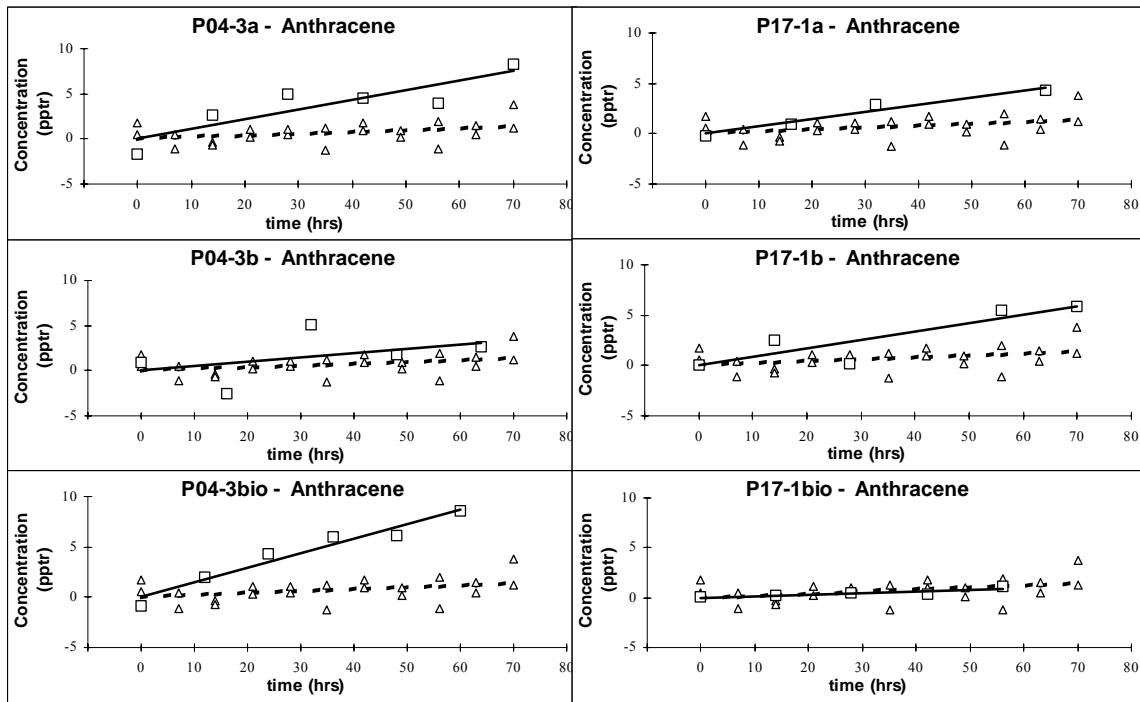 P04-3a - Anthracene
Concentration
(pptr)
10
5
0
-5
0 10 20 30 40 50 60 70 80
time (hrs)
P17-1a - Anthracene
Concentration
(pptr)
10
5
0
-5
0 10 20 30 40 50 60 70 80
time (hrs)
P04-3b - Anthracene
Concentration
(pptr)
10
5
0
-5
0 10 20 30 40 50 60 70 80
time (hrs)
P17-1b - Anthracene
Concentration
(pptr)
10
5
0
-5
0 10 20 30 40 50 60 70 80
time (hrs)
P04-3bio - Anthracene
Concentration
(pptr)
10
5
0
-5
0 10 20 30 40 50 60 70 80
time (hrs)
P17-1bio - Anthracene
Concentration
(pptr)
10
5
0
-5
0 10 20 30 40 50 60 70 80
time (hrs)